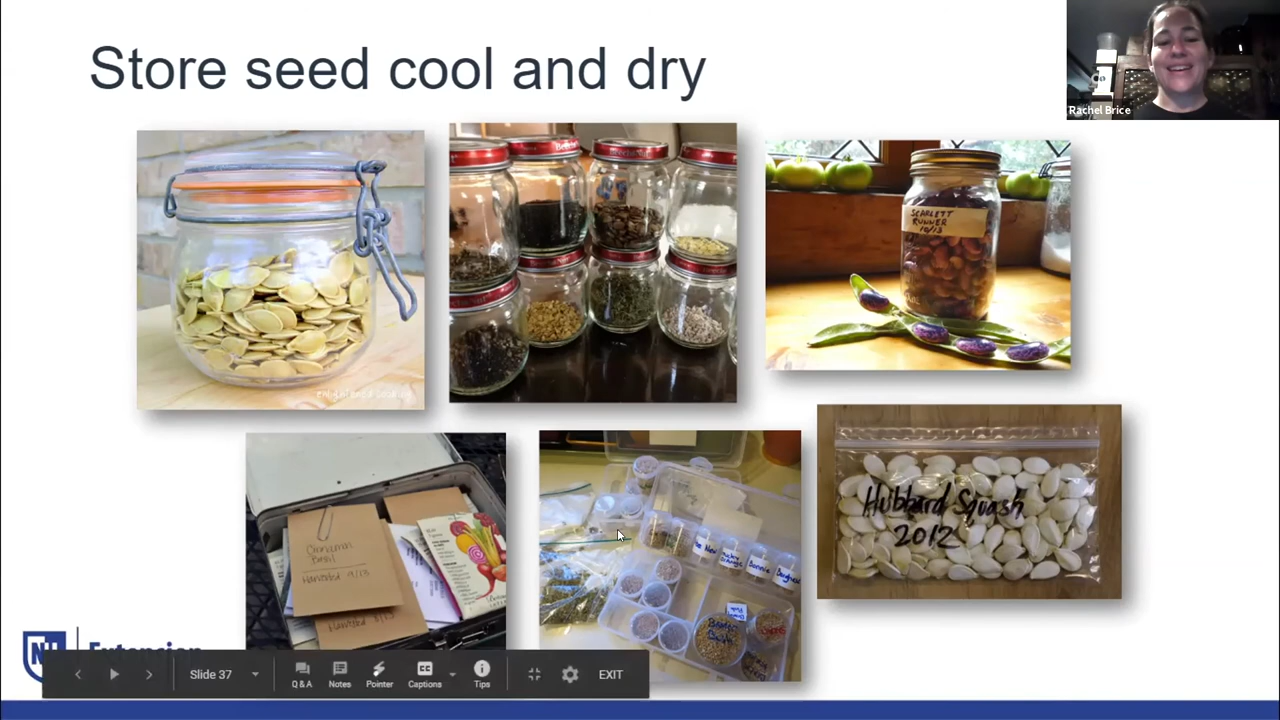 Store seed cool and dry
Rachel Brice
SCARLETT
RUNNER
10/13
Cinnamon
Basil
Harvested 9/13
Hubbard Squash
2012
NH
Extension
Slide 37
Q & A
Notes
Pointer
Captions
Tips
EXIT